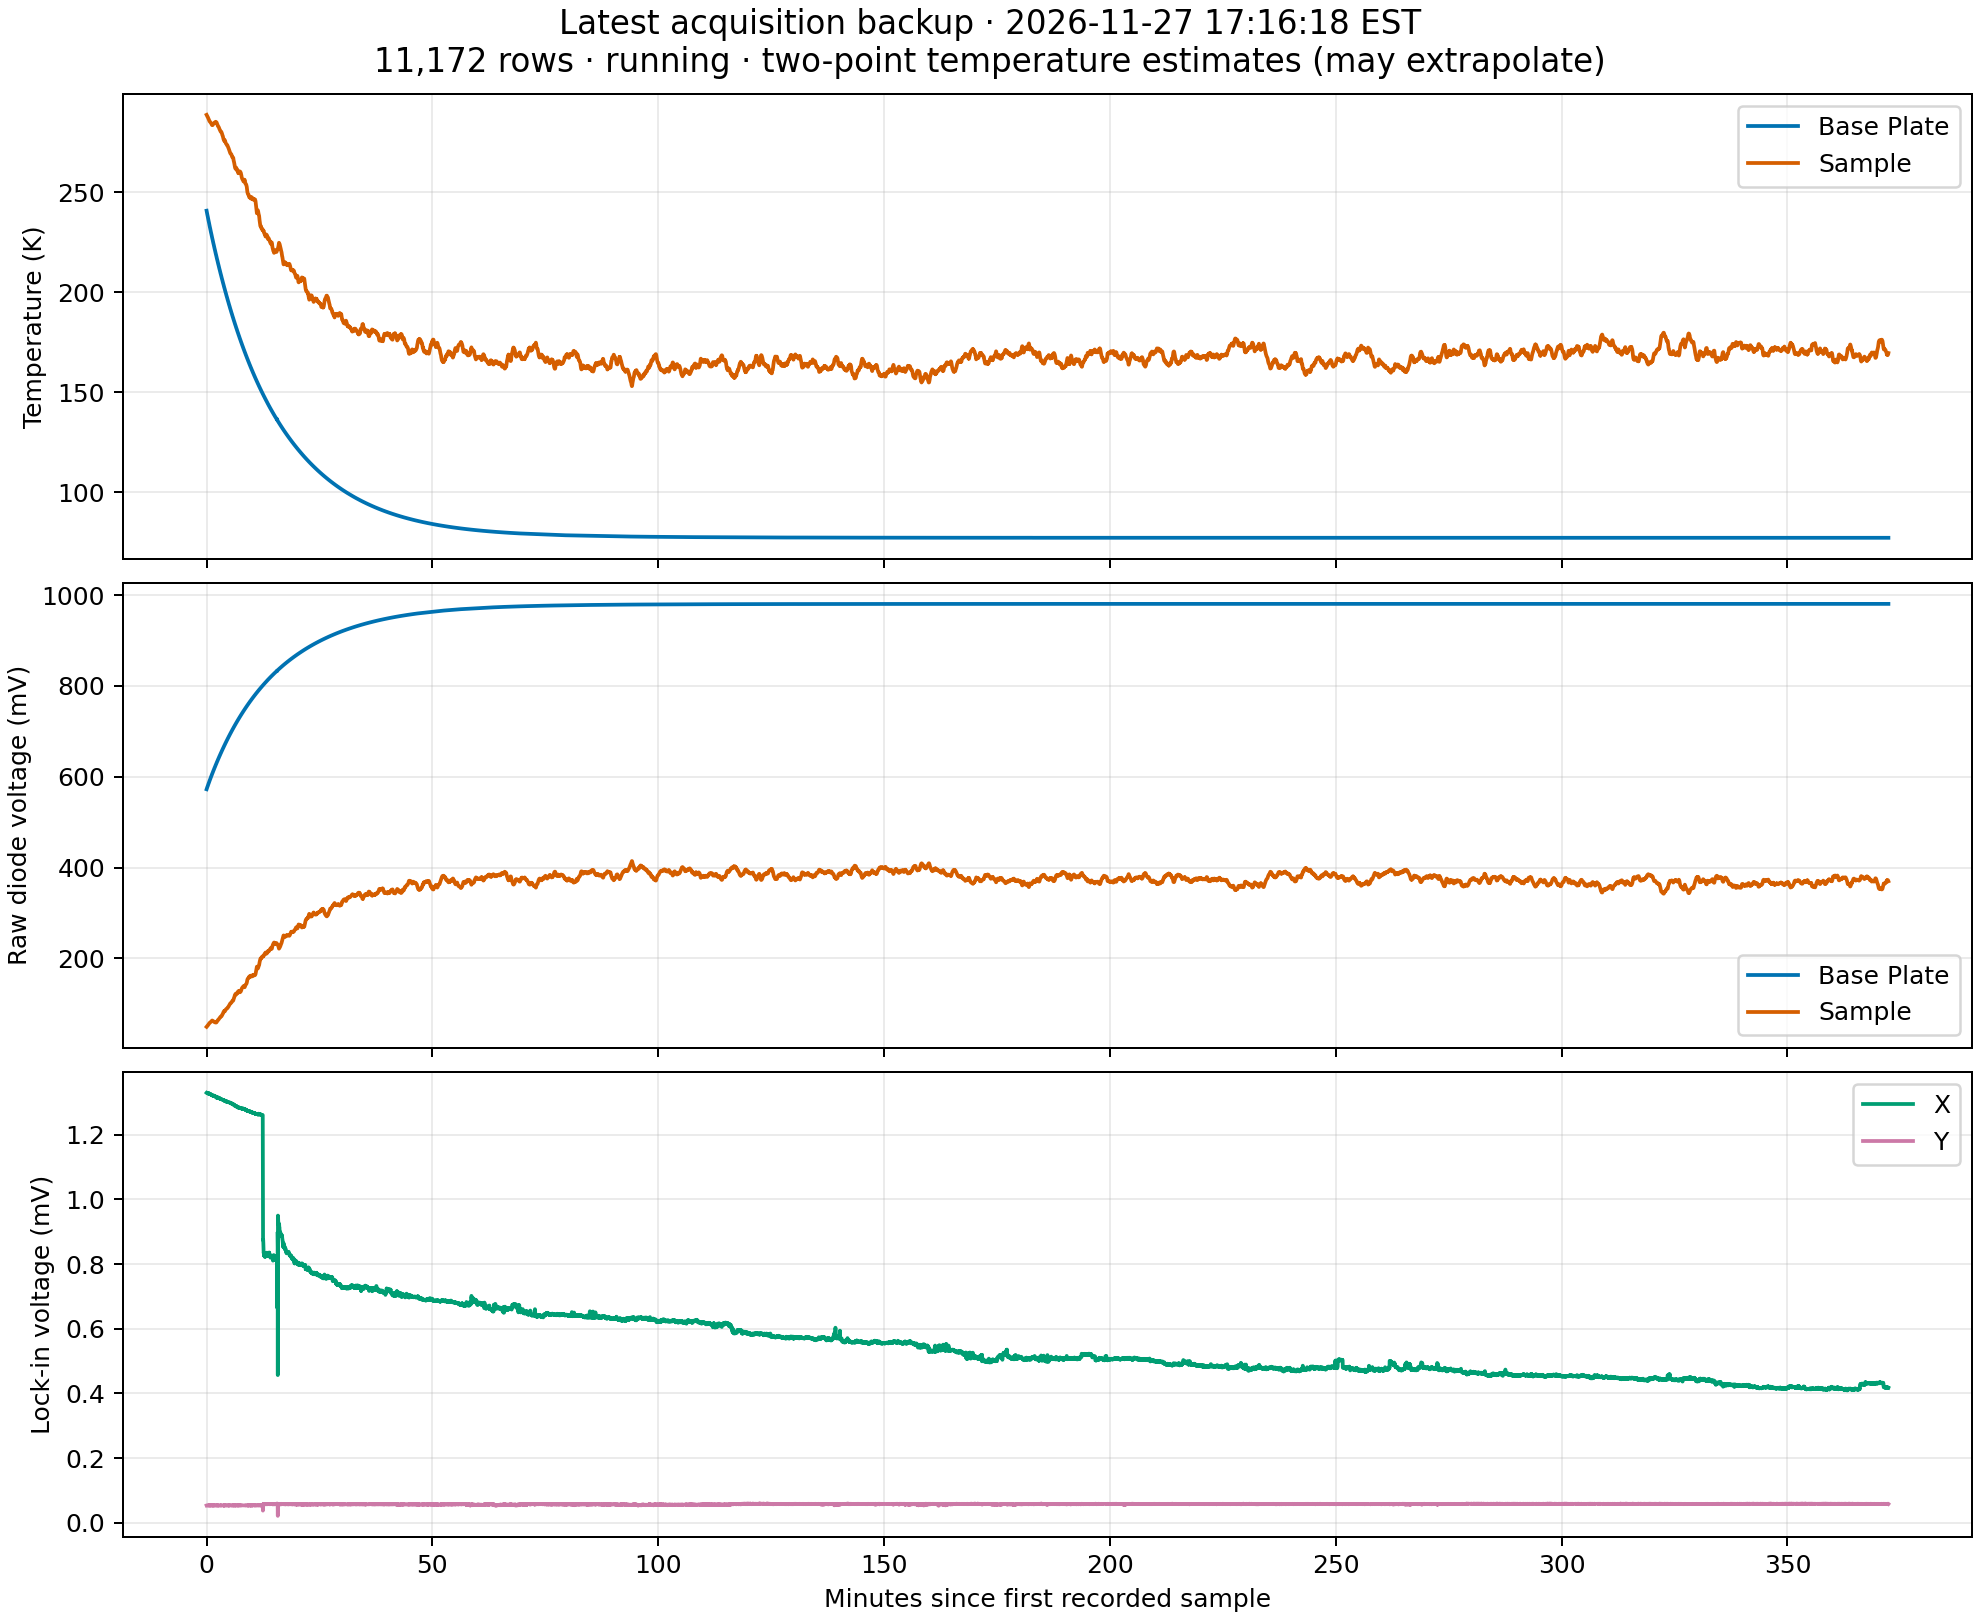 Latest acquisition backup · 2026-11-27 17:16:18 EST
11,172 rows · running · two-point temperature estimates (may extrapolate)
Temperature (K)
250
200
150
100
Base Plate
Sample
Raw diode voltage (mV)
1000
800
600
400
200
Base Plate
Sample
Lock-in voltage (mV)
1.2
1.0
0.8
0.6
0.4
0.2
0.0
X
Y
0 50 100 150 200 250 300 350
Minutes since first recorded sample